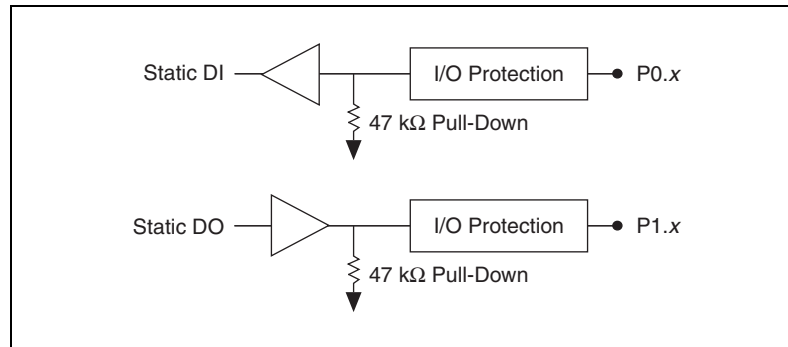 Static DI
I/O Protection
P0.x
47 kΩ Pull-Down
Static DO
I/O Protection
P1.x
47 kΩ Pull-Down